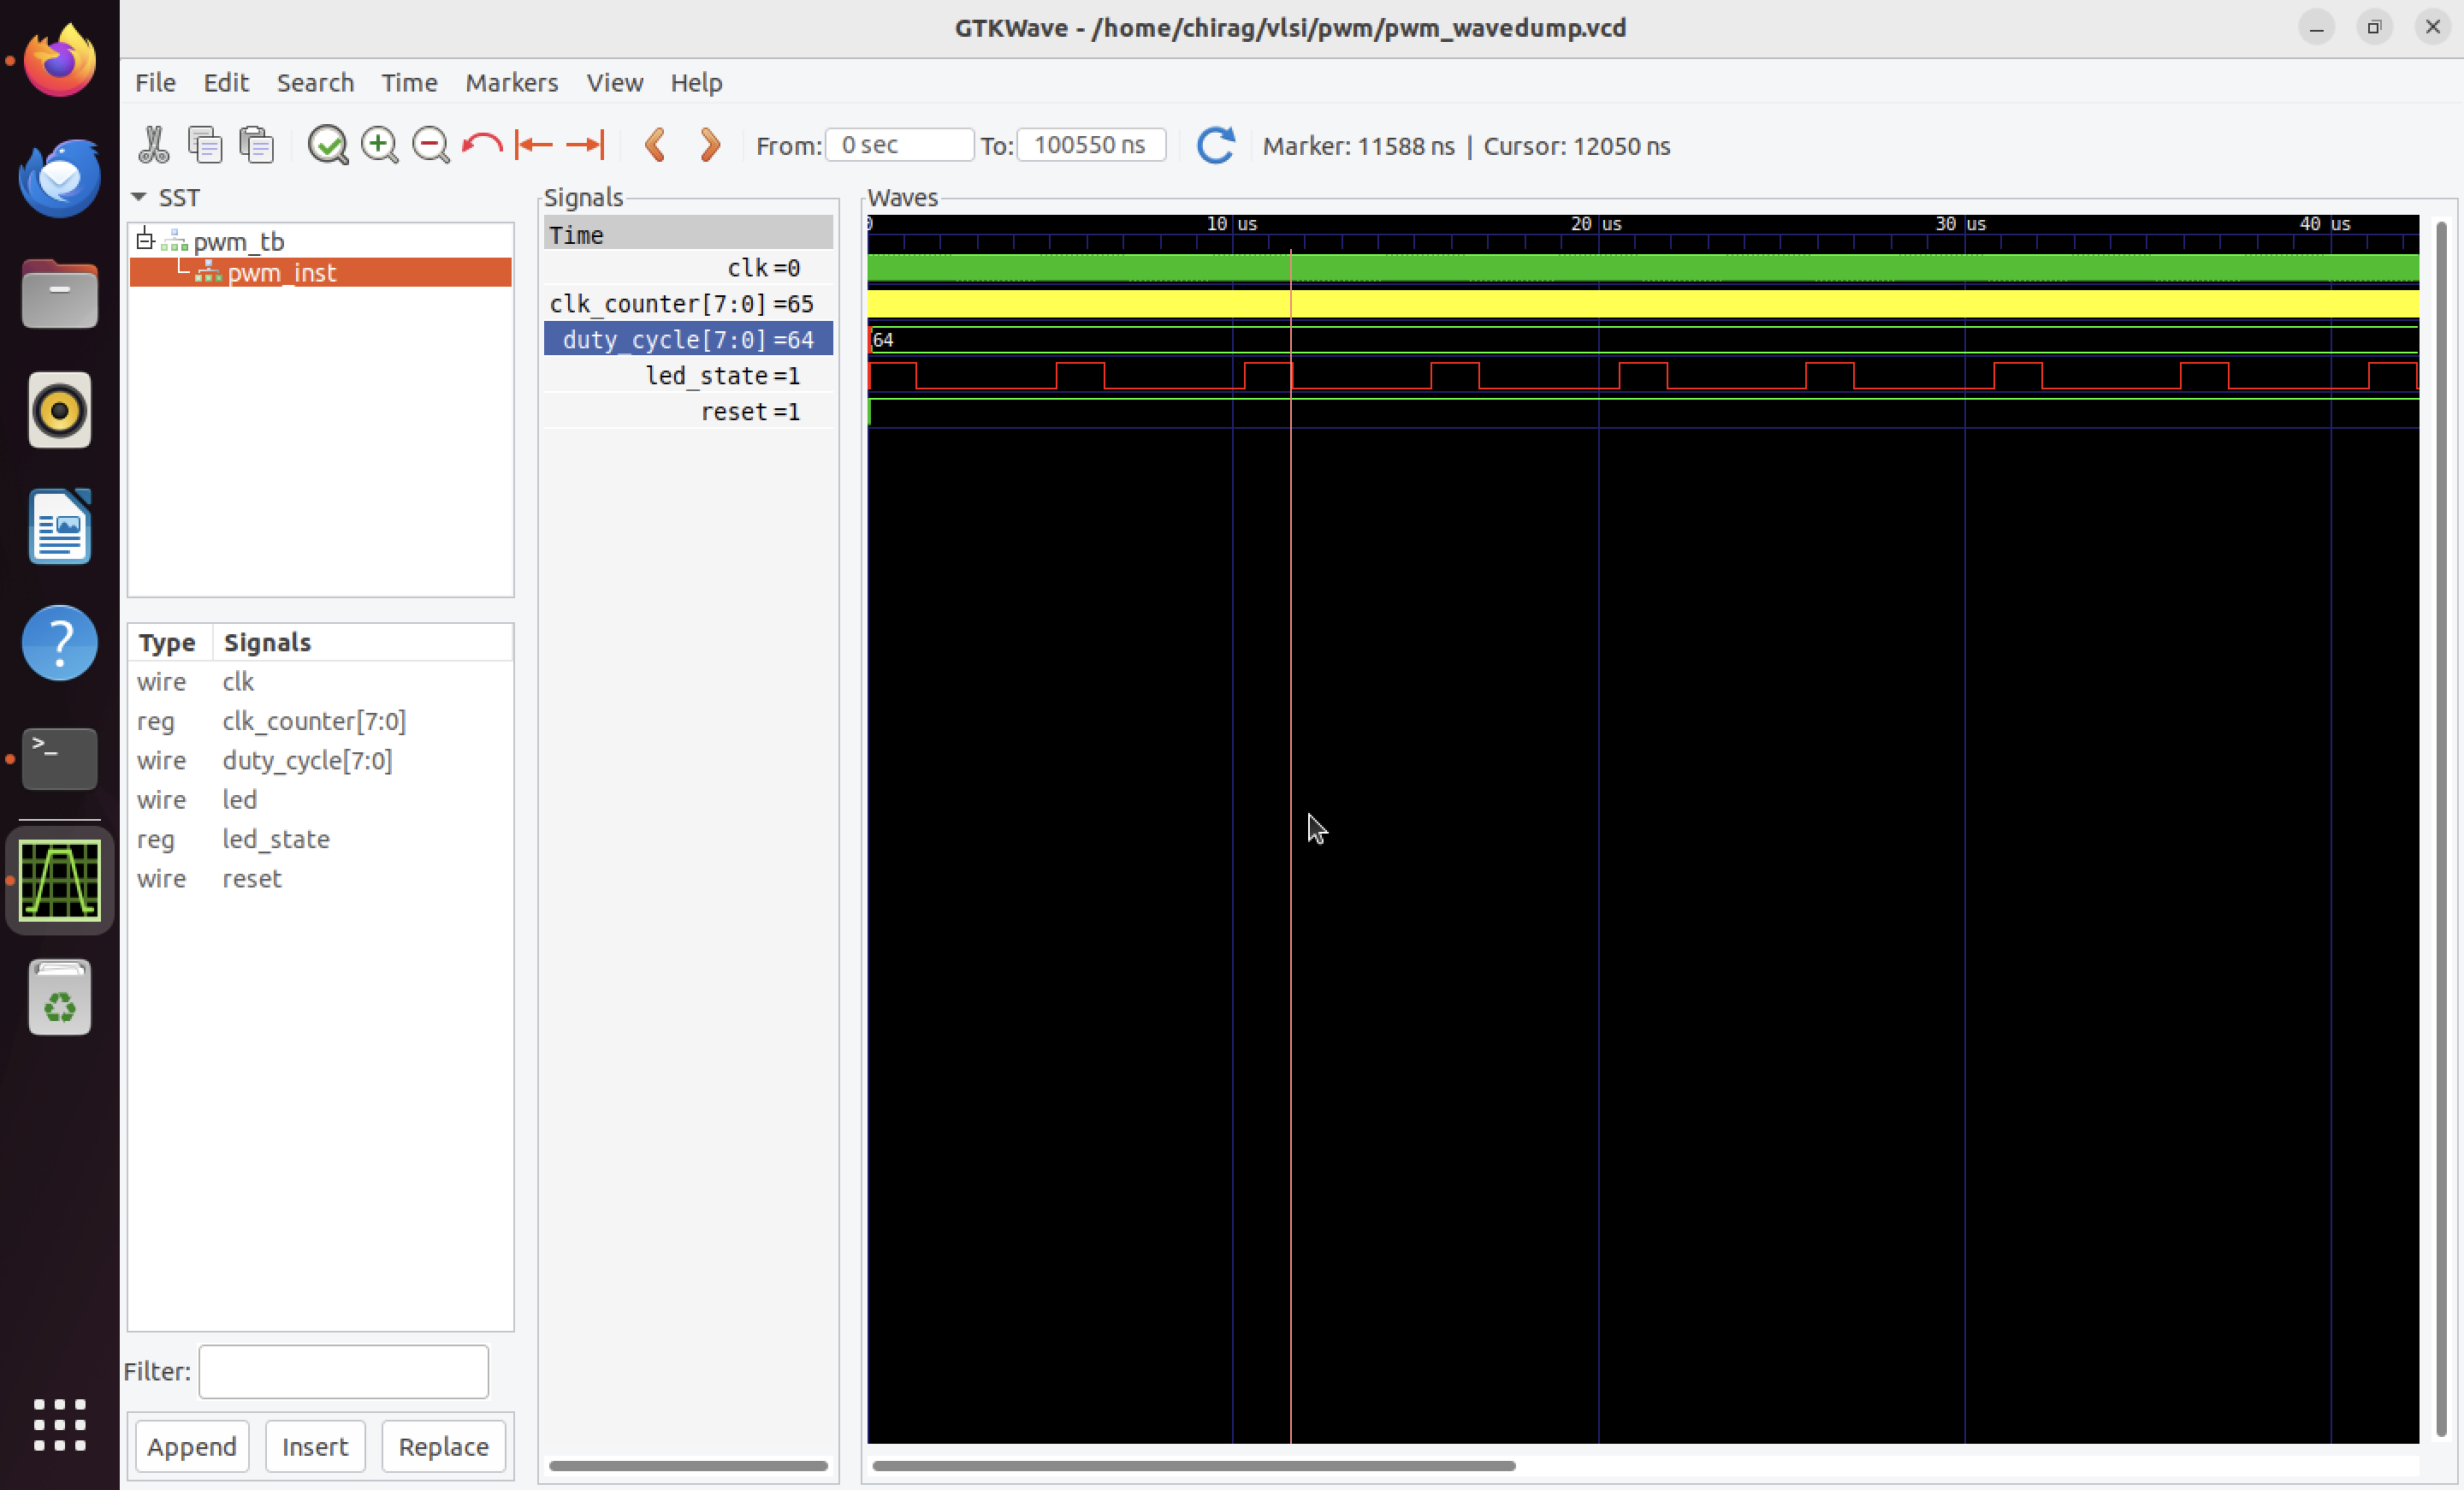 GTKWave - /home/chirag/vlsi/pwm/pwm_wavedump.vcd
File Edit Search Time Markers View Help
From: 0 sec To: 100550 ns Marker: 11588 ns | Cursor: 12050 ns
SST
pwm_tb
pwm_inst
Type Signals
wire clk
reg clk_counter[7:0]
wire duty_cycle[7:0]
wire led
reg led_state
wire reset
Filter:
Append Insert Replace
Signals
Time
clk=0
clk_counter[7:0]=65
duty_cycle[7:0]=64
led_state=1
reset=1
Waves
0 10 us 20 us 30 us 40 us
64